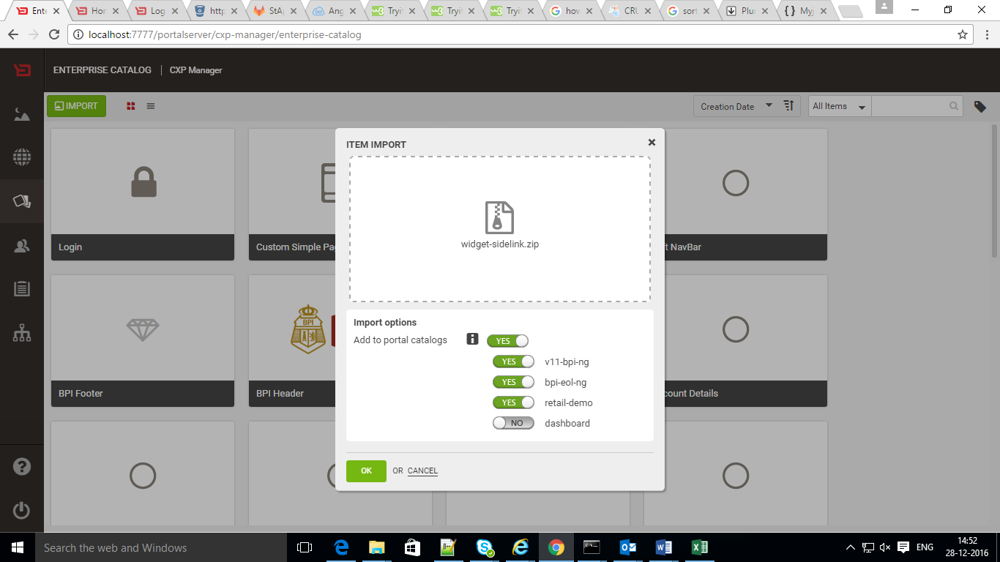 Ente
Hom
Log
http
StAp
Ang
Tryi
Tryi
Tryi
how
CRU
sort
Plur
Myj
localhost:7777/portalserver/cxp-manager/enterprise-catalog
ENTERPRISE CATALOG | CXP Manager
IMPORT
Creation Date
All Items
ITEM IMPORT
widget-sidelink.zip
Login
Custom Simple Pa
t NavBar
Import options
Add to portal catalogs YES
YES v11-bpi-ng
YES bpi-eol-ng
YES retail-demo
NO dashboard
BPI
BPI Footer
BPI Header
count Details
OK OR CANCEL
Search the web and Windows
ENG
14:52
28-12-2016